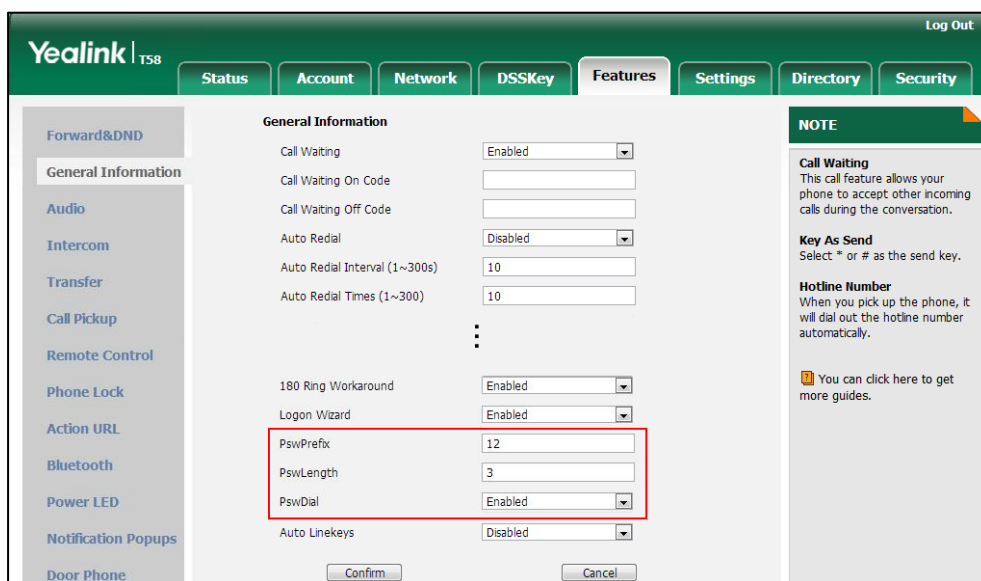 Log Out
Yealink T58
Status Account Network DSSKey Features Settings Directory Security
Forward&DND
General Information
Audio
Intercom
Transfer
Call Pickup
Remote Control
Phone Lock
Action URL
Bluetooth
Power LED
Notification Popups
Door Phone
General Information
Call Waiting Enabled
Call Waiting On Code
Call Waiting Off Code
Auto Redial Disabled
Auto Redial Interval (1~300s) 10
Auto Redial Times (1~300) 10
180 Ring Workaround Enabled
Logon Wizard Enabled
PswPrefix 12
PswLength 3
PswDial Enabled
Auto Linekeys Disabled
Confirm Cancel
NOTE
Call Waiting
This call feature allows your
phone to accept other incoming
calls during the conversation.
Key As Send
Select * or # as the send key.
Hotline Number
When you pick up the phone, it
will dial out the hotline number
automatically.
You can click here to get
more guides.